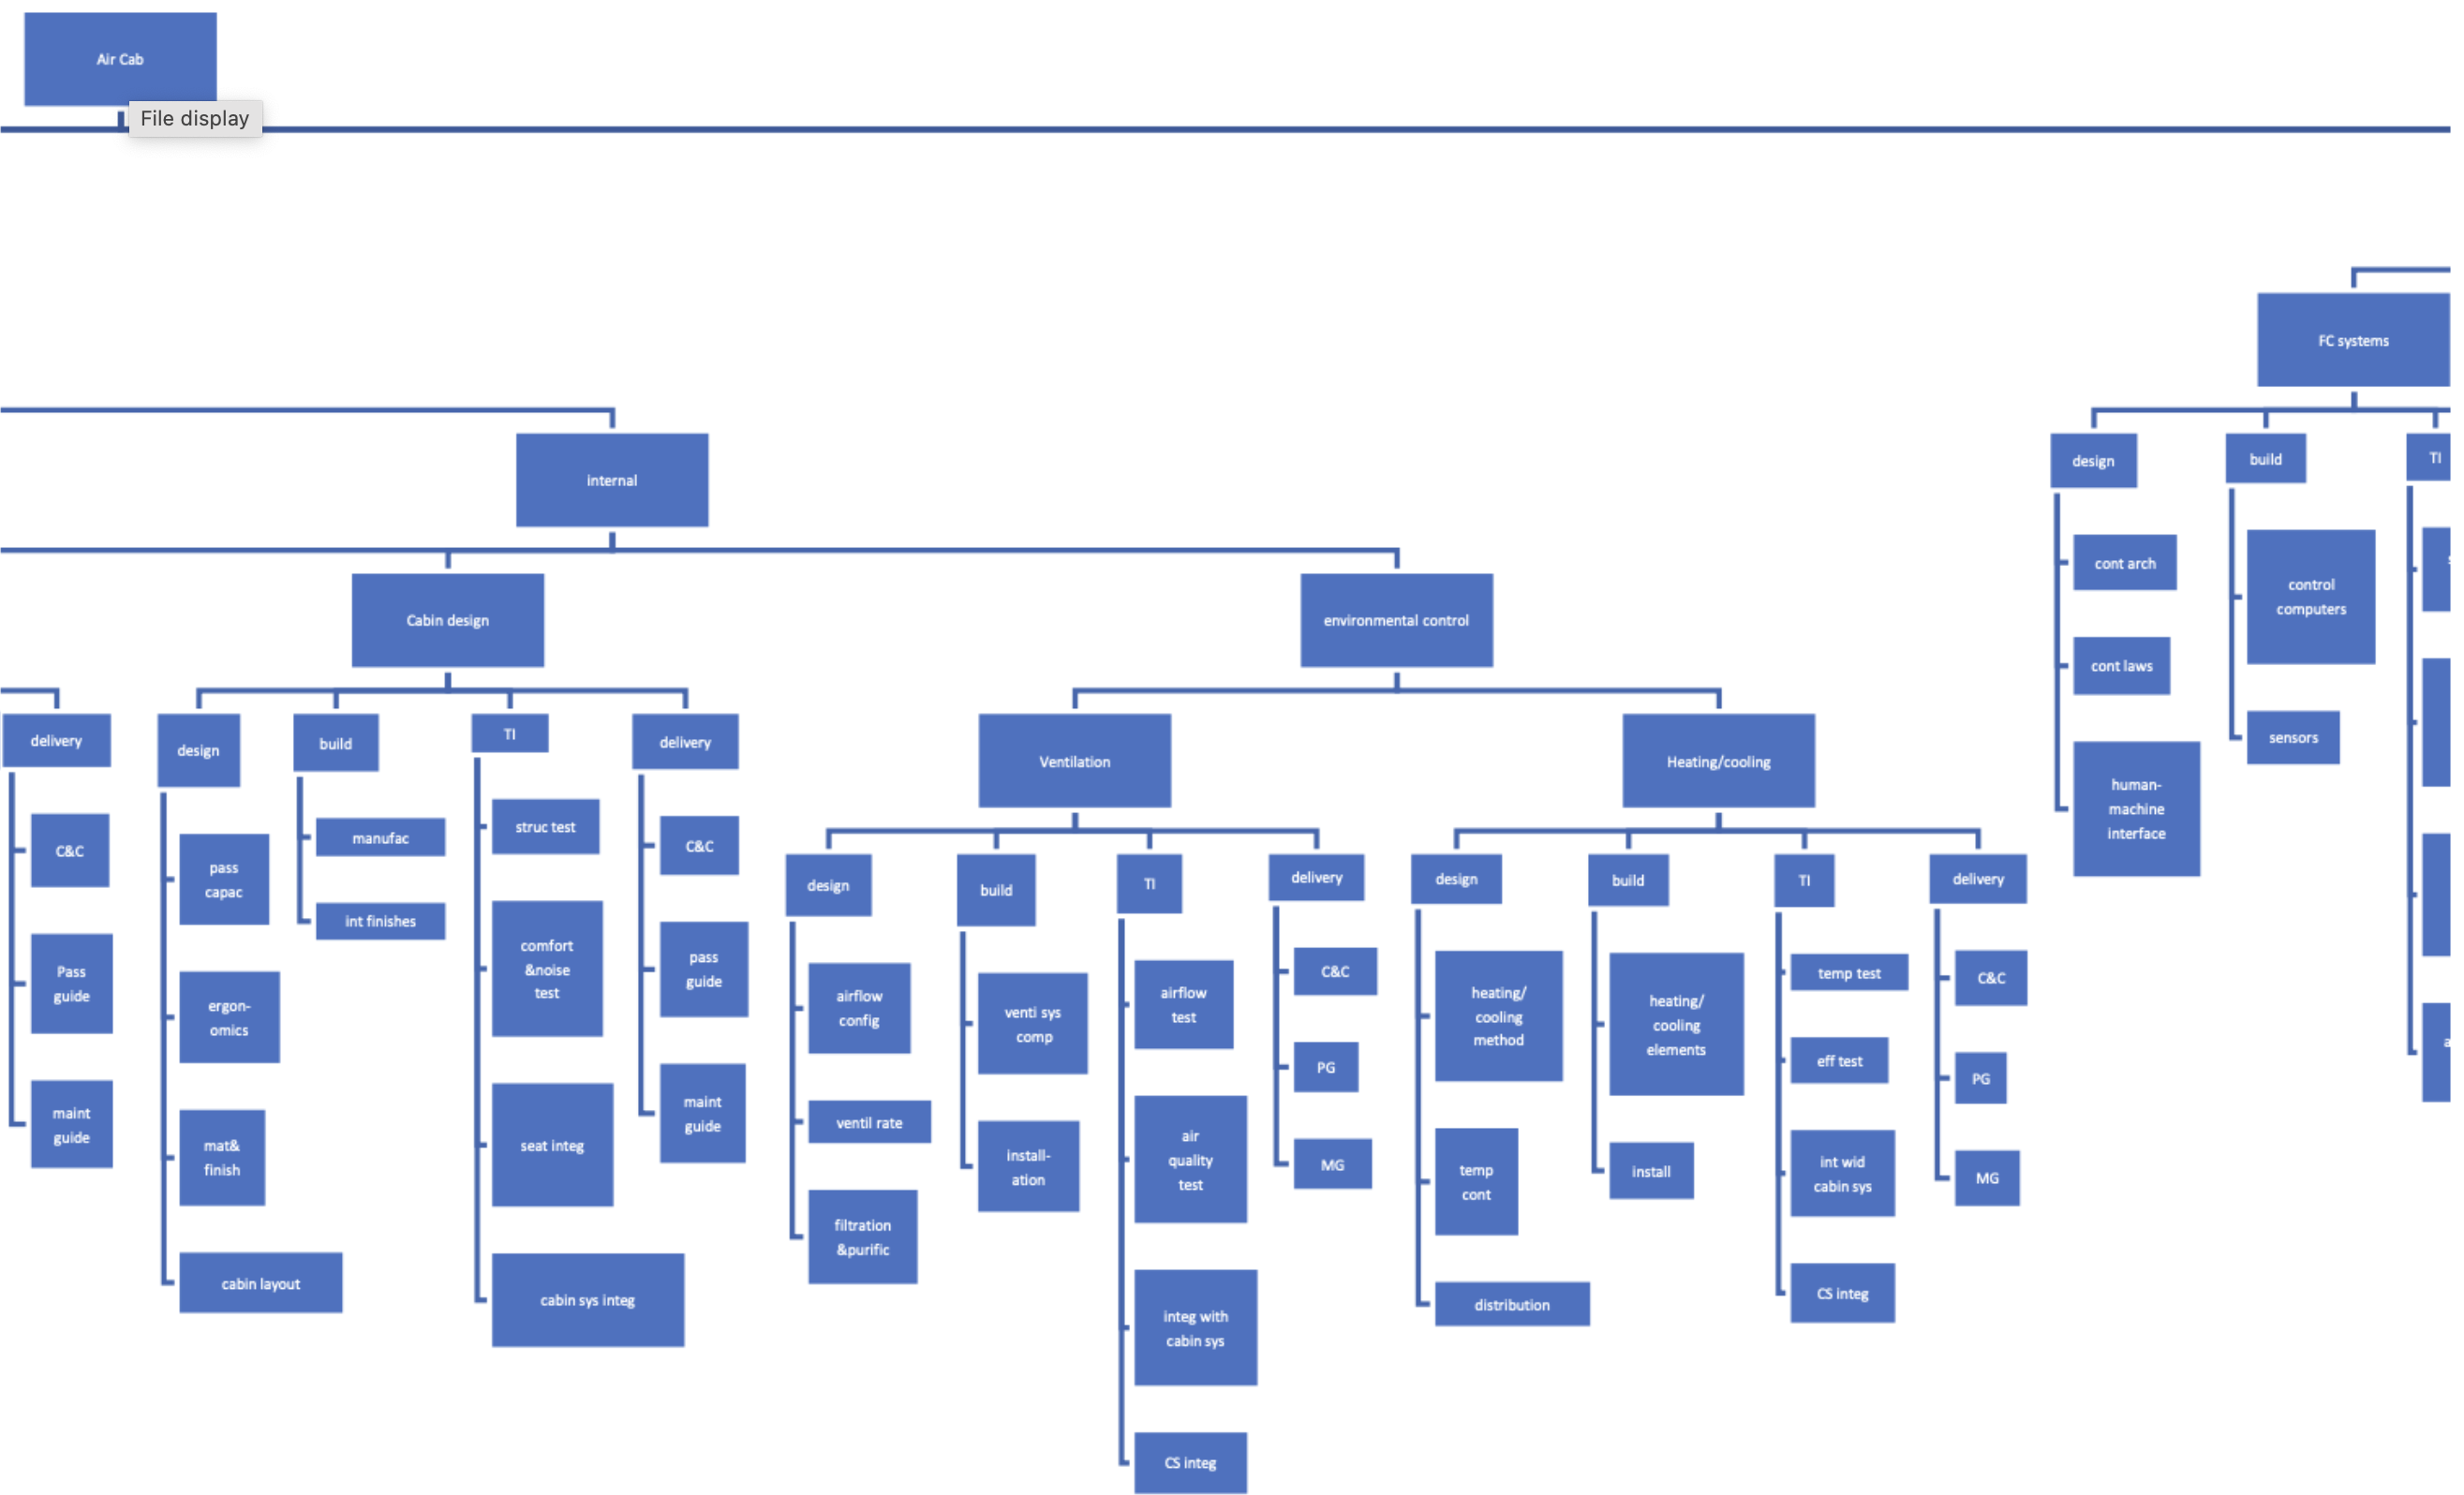 Air Cab
File display
FC systems
internal
design
build
TI
cont arch
control
computers
cont laws
sensors
human-
machine
interface
Cabin design
environmental control
delivery
C&C
Pass
guide
maint
guide
design
pass
capac
ergon-
omics
mat&
finish
cabin layout
build
manufac
int finishes
TI
struc test
comfort
&noise
test
seat integ
cabin sys integ
delivery
C&C
pass
guide
maint
guide
Ventilation
design
airflow
config
ventil rate
filtration
&purific
build
venti sys
comp
install-
ation
TI
airflow
test
air
quality
test
integ with
cabin sys
CS integ
delivery
C&C
PG
MG
Heating/cooling
design
heating/
cooling
method
temp
cont
distribution
build
heating/
cooling
elements
install
TI
temp test
eff test
int wid
cabin sys
CS integ
delivery
C&C
PG
MG